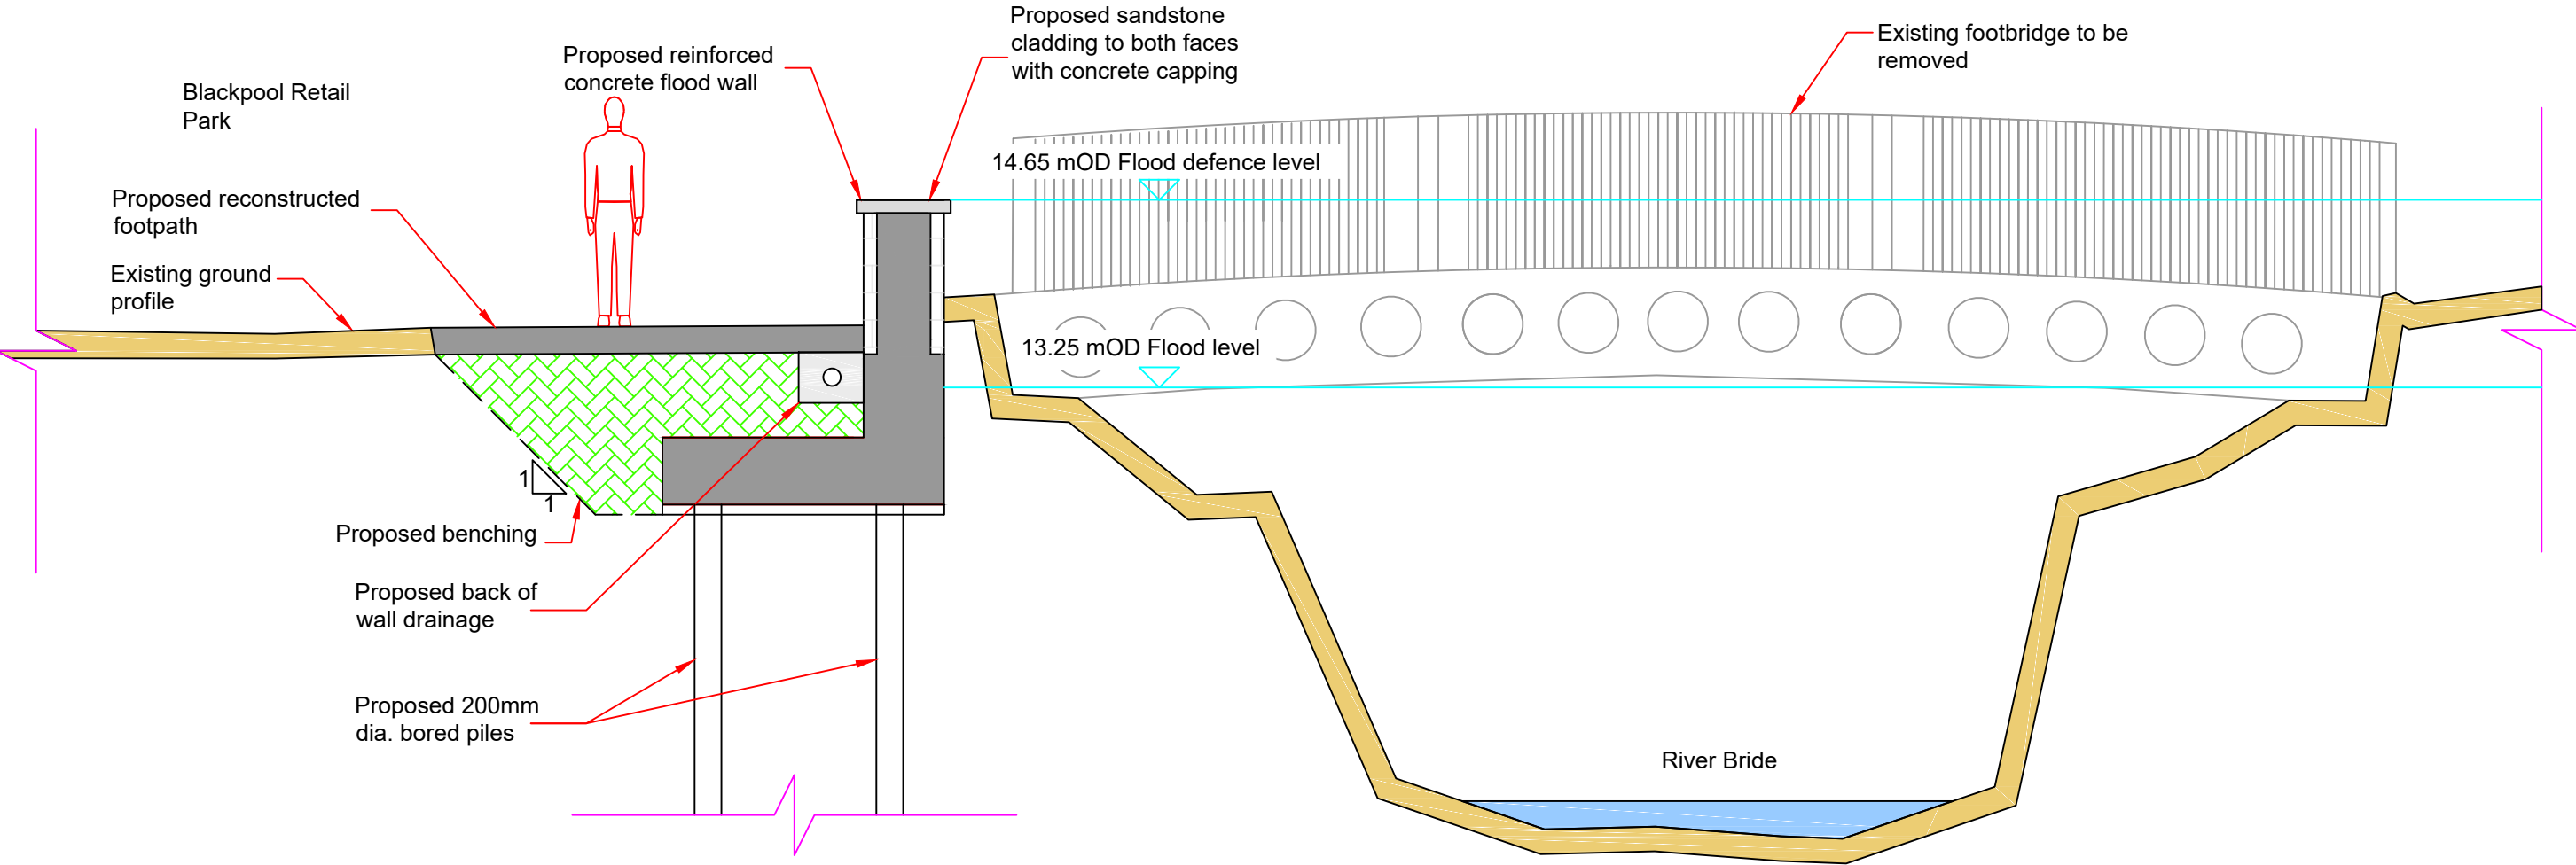 Proposed sandstone
cladding to both faces
with concrete capping
Existing footbridge to be
removed
Proposed reinforced
concrete flood wall
Blackpool Retail
Park
14.65 mOD Flood defence level
Proposed reconstructed
footpath
Existing ground
profile
13.25 mOD Flood level
1
1
Proposed benching
Proposed back of
wall drainage
Proposed 200mm
dia. bored piles
River Bride